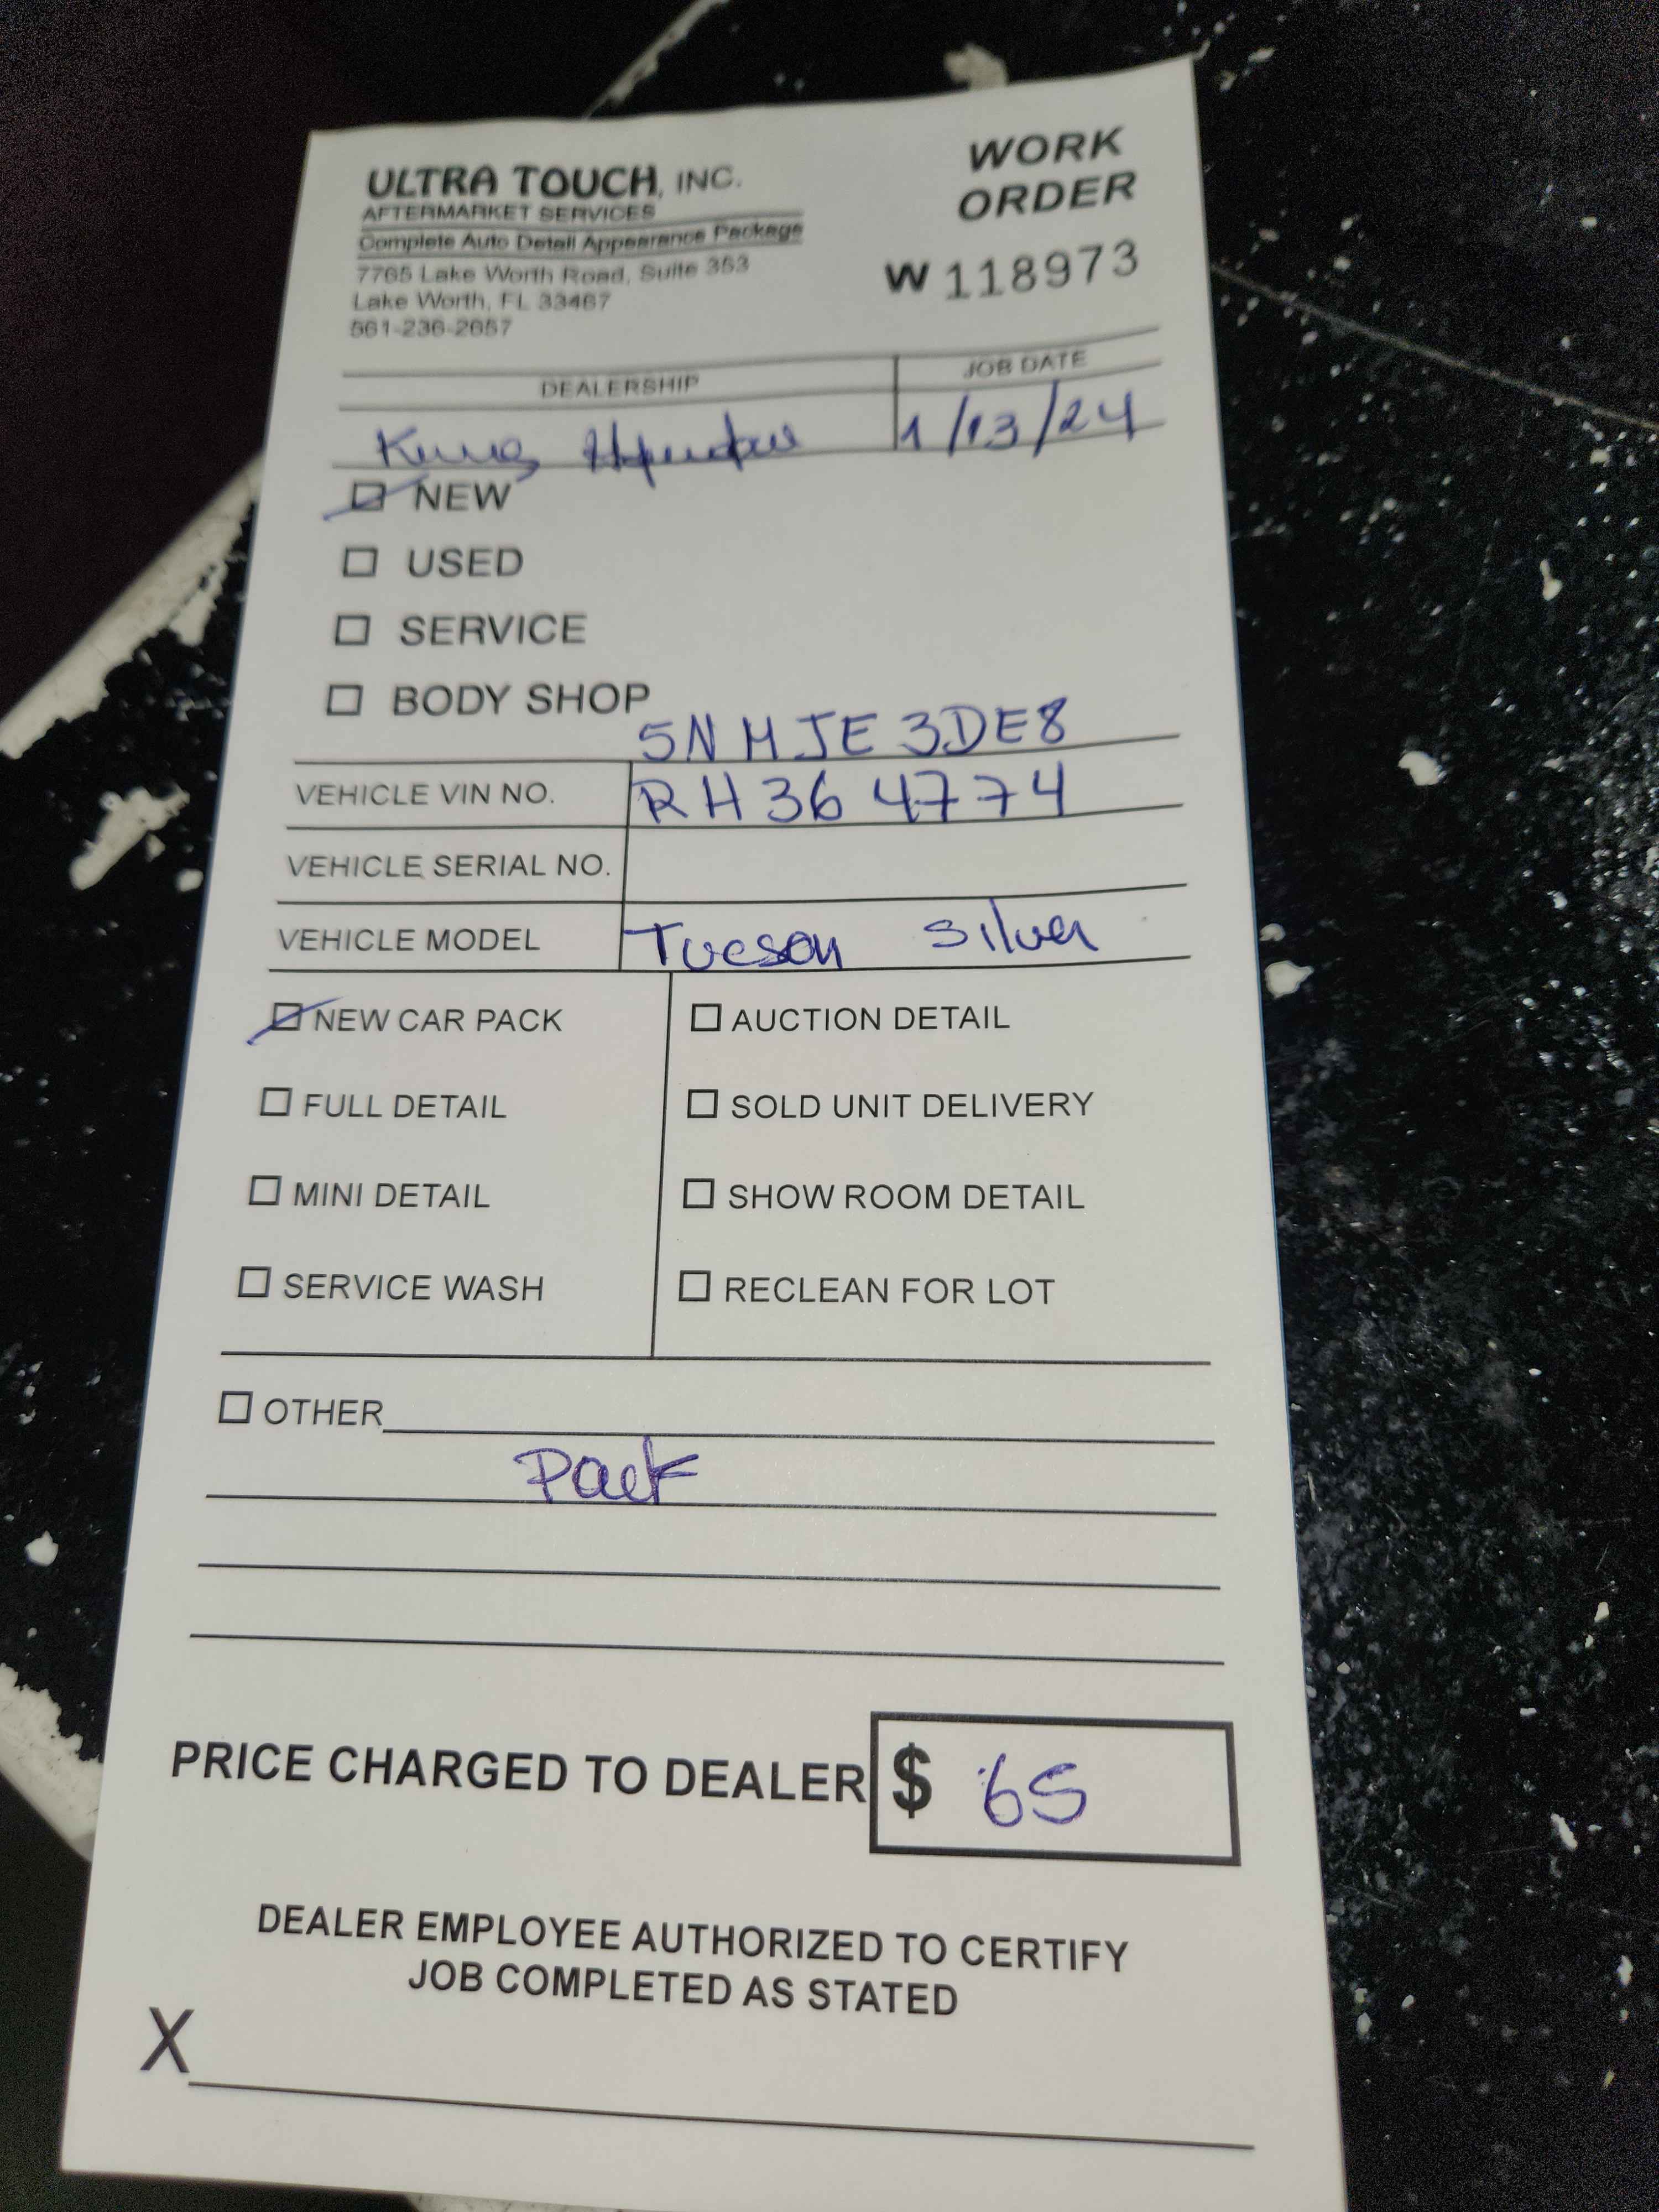 ULTRA TOUCH, INC.
AFTERMARKET SERVICES
Complete Auto Detail Appearance Package
7765 Lake Worth Road, Suite 353
Lake Worth, FL 33467
561-236-2657
WORK
ORDER
W 118973
DEALERSHIP JOB DATE
1/13/24
NEW
USED
SERVICE
BODY SHOP
5NMJE3DE8
VEHICLE VIN NO. RH364774
VEHICLE SERIAL NO.
VEHICLE MODEL Tucson Silver
NEW CAR PACK
AUCTION DETAIL
FULL DETAIL
SOLD UNIT DELIVERY
MINI DETAIL
SHOW ROOM DETAIL
SERVICE WASH
RECLEAN FOR LOT
OTHER
Pack
PRICE CHARGED TO DEALER $ 65
DEALER EMPLOYEE AUTHORIZED TO CERTIFY
JOB COMPLETED AS STATED
X